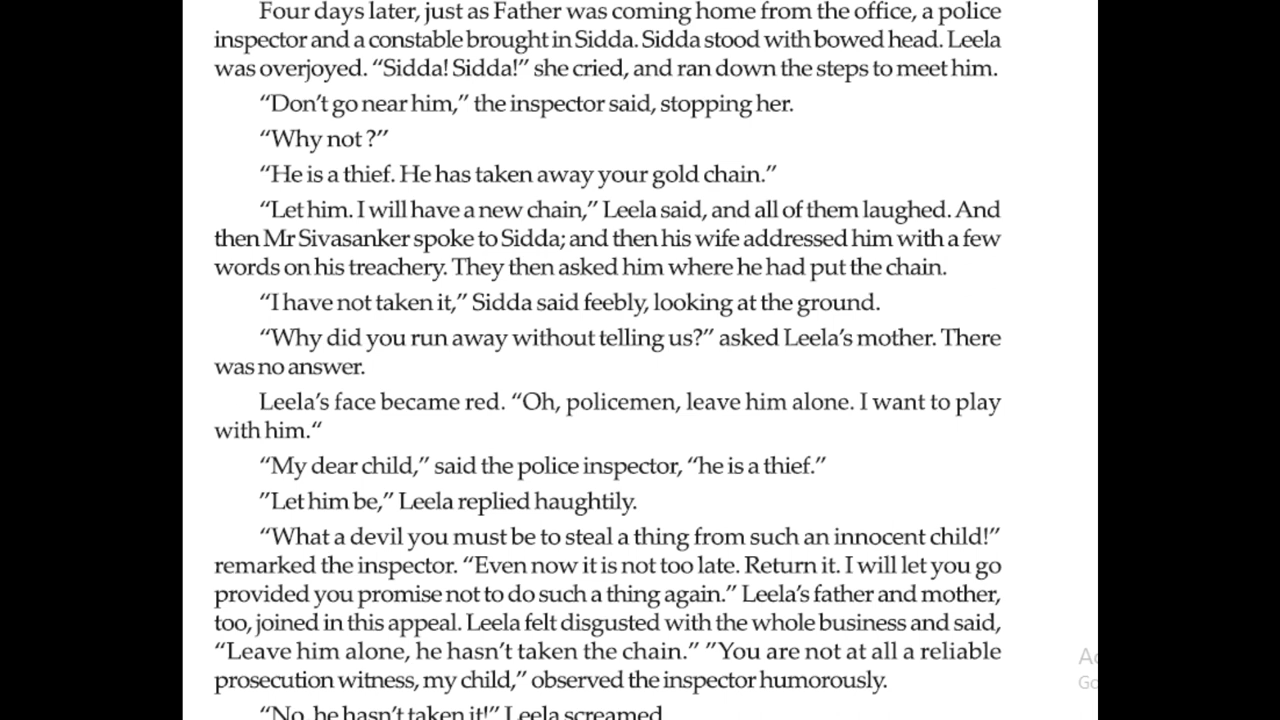 Four days later, just as Father was coming home from the office, a police
inspector and a constable brought in Sidda. Sidda stood with bowed head. Leela
was overjoyed. “Sidda! Sidda!” she cried, and ran down the steps to meet him.
“Don’t go near him,” the inspector said, stopping her.
“Why not ?”
“He is a thief. He has taken away your gold chain.”
“Let him. I will have a new chain,” Leela said, and all of them laughed. And
then Mr Sivasanker spoke to Sidda; and then his wife addressed him with a few
words on his treachery. They then asked him where he had put the chain.
“I have not taken it,” Sidda said feebly, looking at the ground.
“Why did you run away without telling us?” asked Leela’s mother. There
was no answer.
Leela’s face became red. “Oh, policemen, leave him alone. I want to play
with him.“
“My dear child,” said the police inspector, “he is a thief.”
”Let him be,” Leela replied haughtily.
“What a devil you must be to steal a thing from such an innocent child!”
remarked the inspector. “Even now it is not too late. Return it. I will let you go
provided you promise not to do such a thing again.” Leela’s father and mother,
too, joined in this appeal. Leela felt disgusted with the whole business and said,
“Leave him alone, he hasn’t taken the chain.” ”You are not at all a reliable
prosecution witness, my child,” observed the inspector humorously.
“No, he hasn’t taken it!” Leela screamed